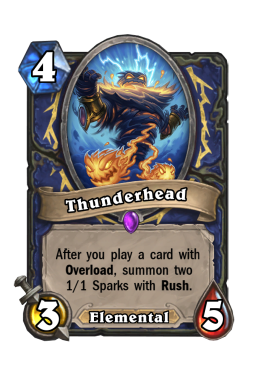 4
Thunderhead
After you play a card with
Overload, summon two
1/1 Sparks with Rush.
3
Elemental
5